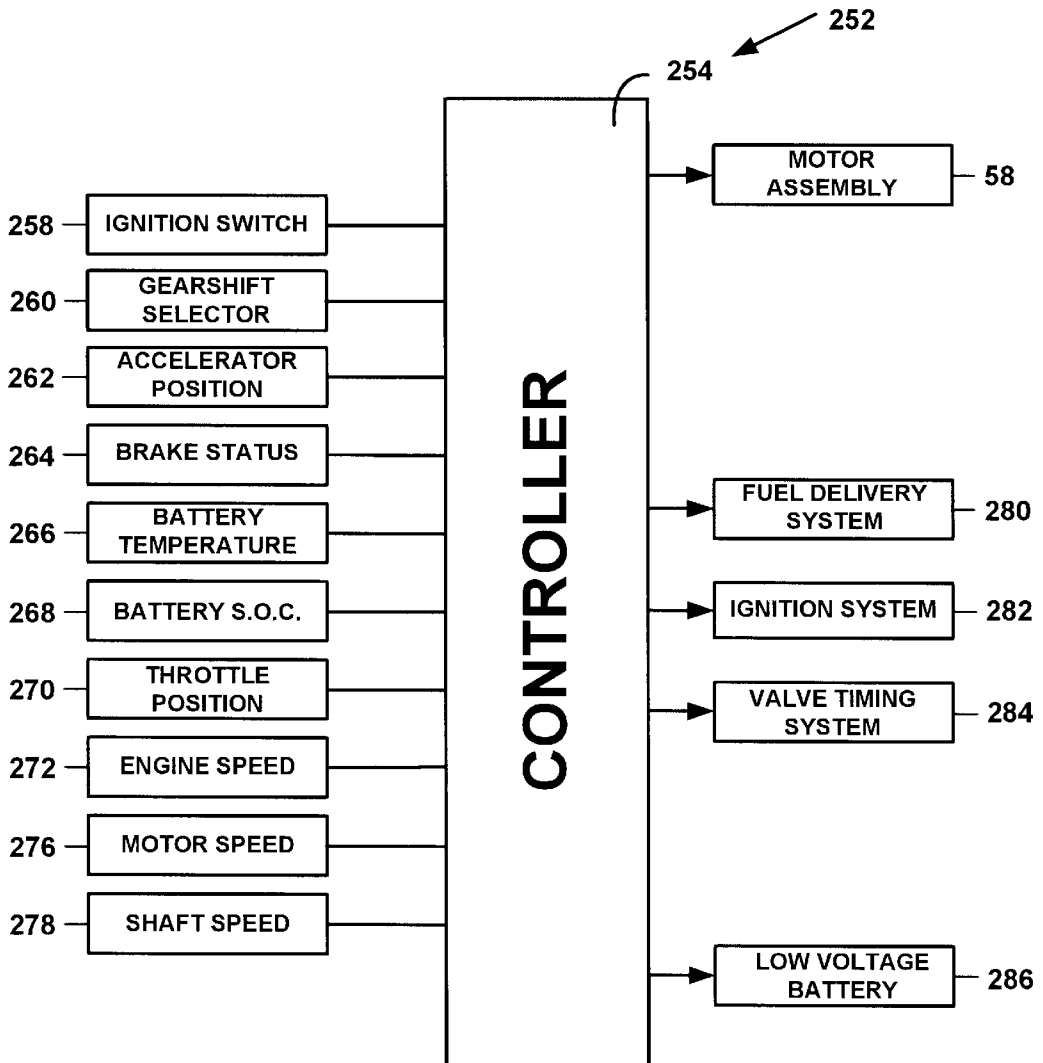 252
254
MOTOR
ASSEMBLY
58
258
IGNITION SWITCH
260
GEARSHIFT
SELECTOR
262
ACCELERATOR
POSITION
264
BRAKE STATUS
266
BATTERY
TEMPERATURE
268
BATTERY S.O.C.
270
THROTTLE
POSITION
272
ENGINE SPEED
276
MOTOR SPEED
278
SHAFT SPEED
CONTROLLER
FUEL DELIVERY
SYSTEM
280
IGNITION SYSTEM
282
VALVE TIMING
SYSTEM
284
LOW VOLTAGE
BATTERY
286